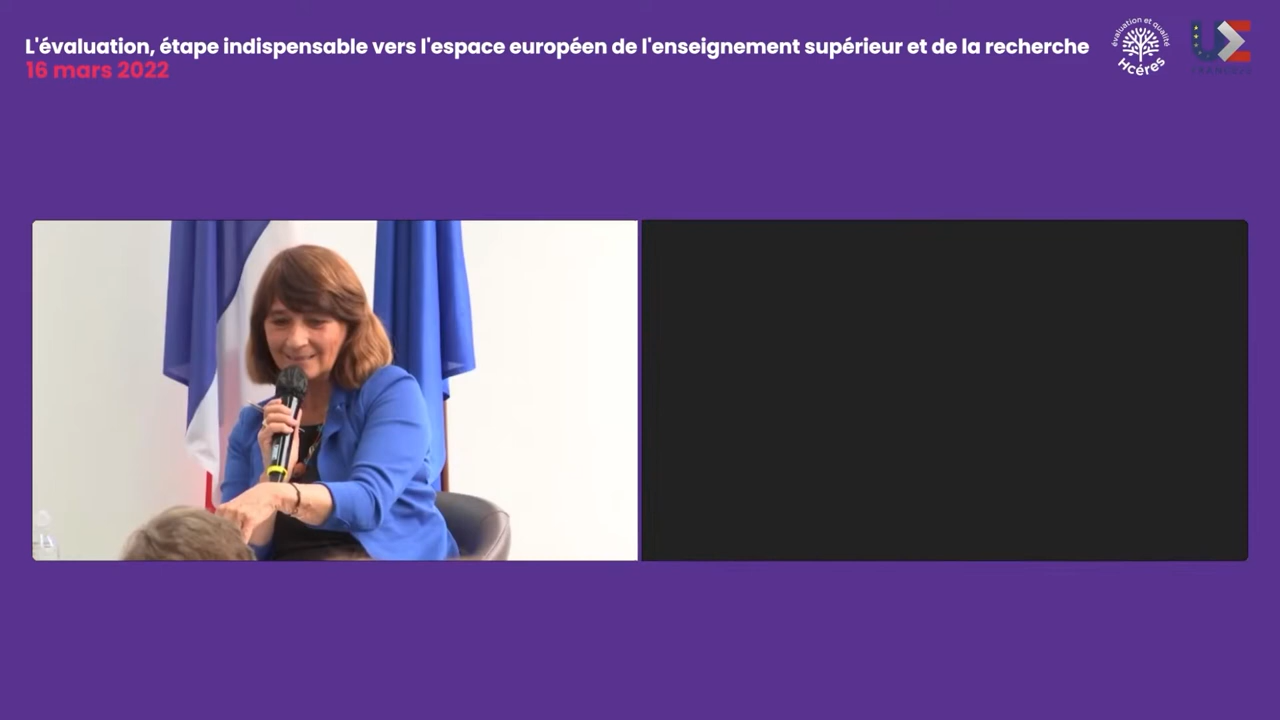 L'évaluation, étape indispensable vers l'espace européen de l'enseignement supérieur et de la recherche
16 mars 2022
évaluation et qualité
Hcéres
UE